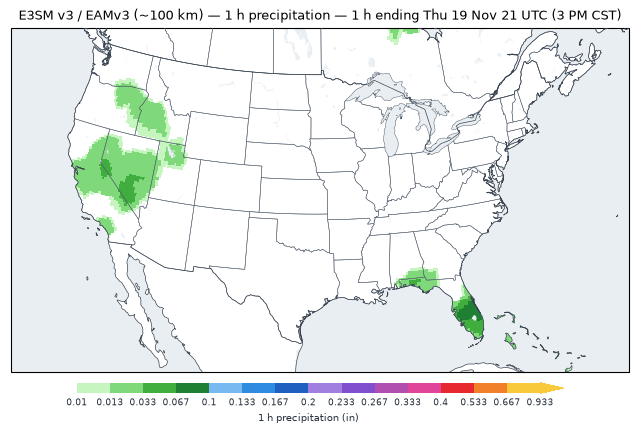 E3SM v3 / EAMv3 (~100 km) — 1 h precipitation — 1 h ending Thu 19 Nov 21 UTC (3 PM CST)
0.01 0.013 0.033 0.067 0.1 0.133 0.167 0.2 0.233 0.267 0.333 0.4 0.533 0.667 0.933
1 h precipitation (in)